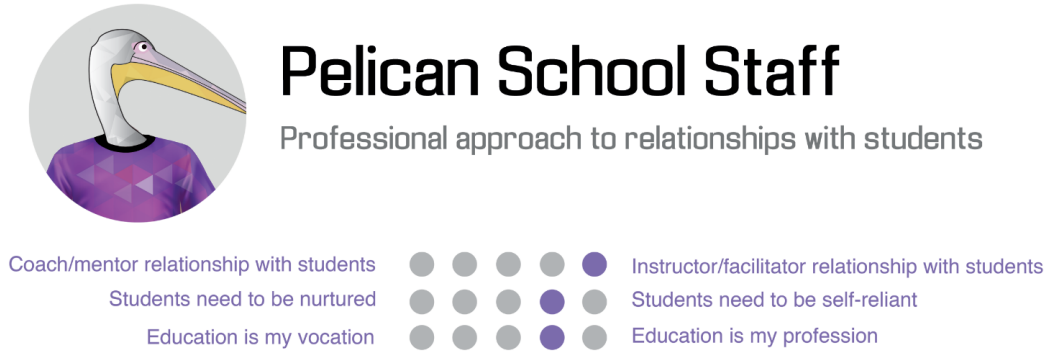 Pelican School Staff
Professional approach to relationships with students
Coach/mentor relationship with students Instructor/facilitator relationship with students
Students need to be nurtured Students need to be self-reliant
Education is my vocation Education is my profession